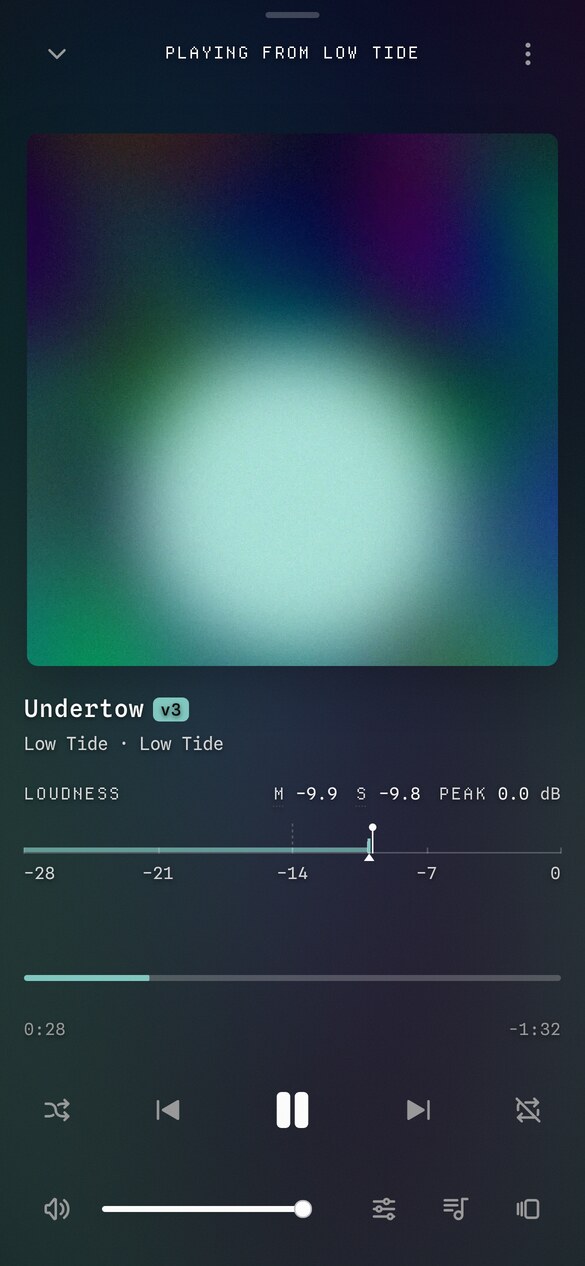 PLAYING FROM LOW TIDE
Undertow v3
Low Tide · Low Tide
LOUDNESS M -9.9 S -9.8 PEAK 0.0 dB
-28 -21 -14 -7 0
0:28 -1:32